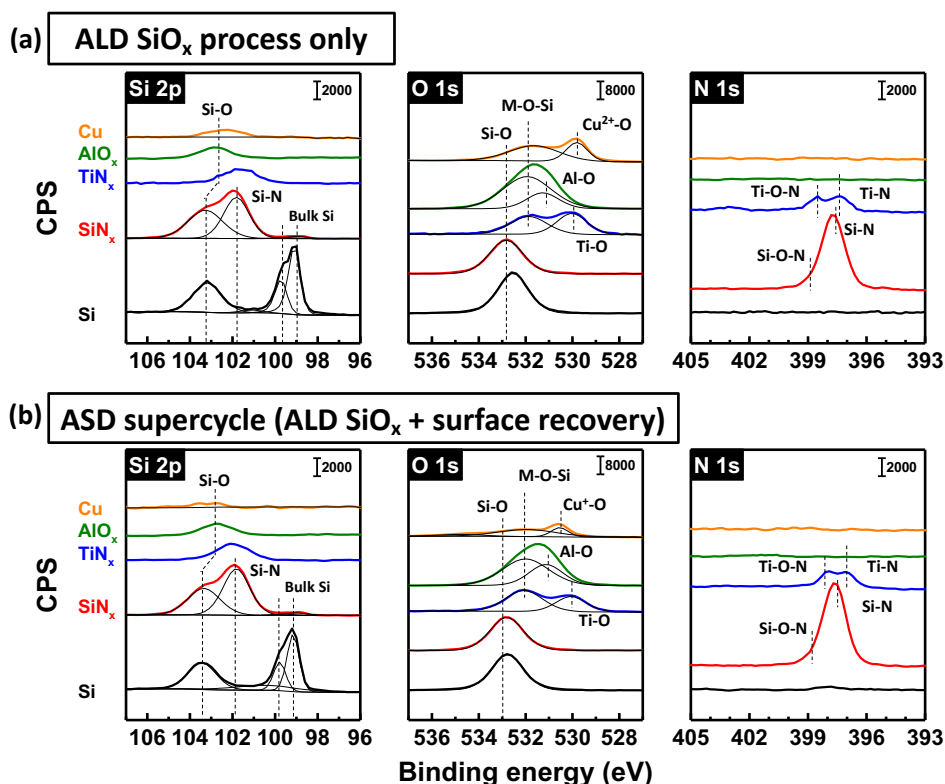 (a) ALD SiOx process only
Si 2p
2000
Si-O
Cu
AlOx
TiNx
SiNx
Si
Si-N
Bulk Si
CPS
106 104 102 100 98 96
O 1s
8000
M-O-Si
Si-O
Cu2+-O
Al-O
Ti-O
536 534 532 530 528
N 1s
2000
Ti-O-N
Ti-N
Si-N
Si-O-N
405 402 399 396 393
(b) ASD supercycle (ALD SiOx + surface recovery)
Si 2p
2000
Si-O
Cu
AlOx
TiNx
SiNx
Si
Si-N
Bulk Si
CPS
106 104 102 100 98 96
O 1s
8000
M-O-Si
Si-O
Cu+-O
Al-O
Ti-O
536 534 532 530 528
N 1s
2000
Ti-O-N
Ti-N
Si-N
Si-O-N
405 402 399 396 393
Binding energy (eV)